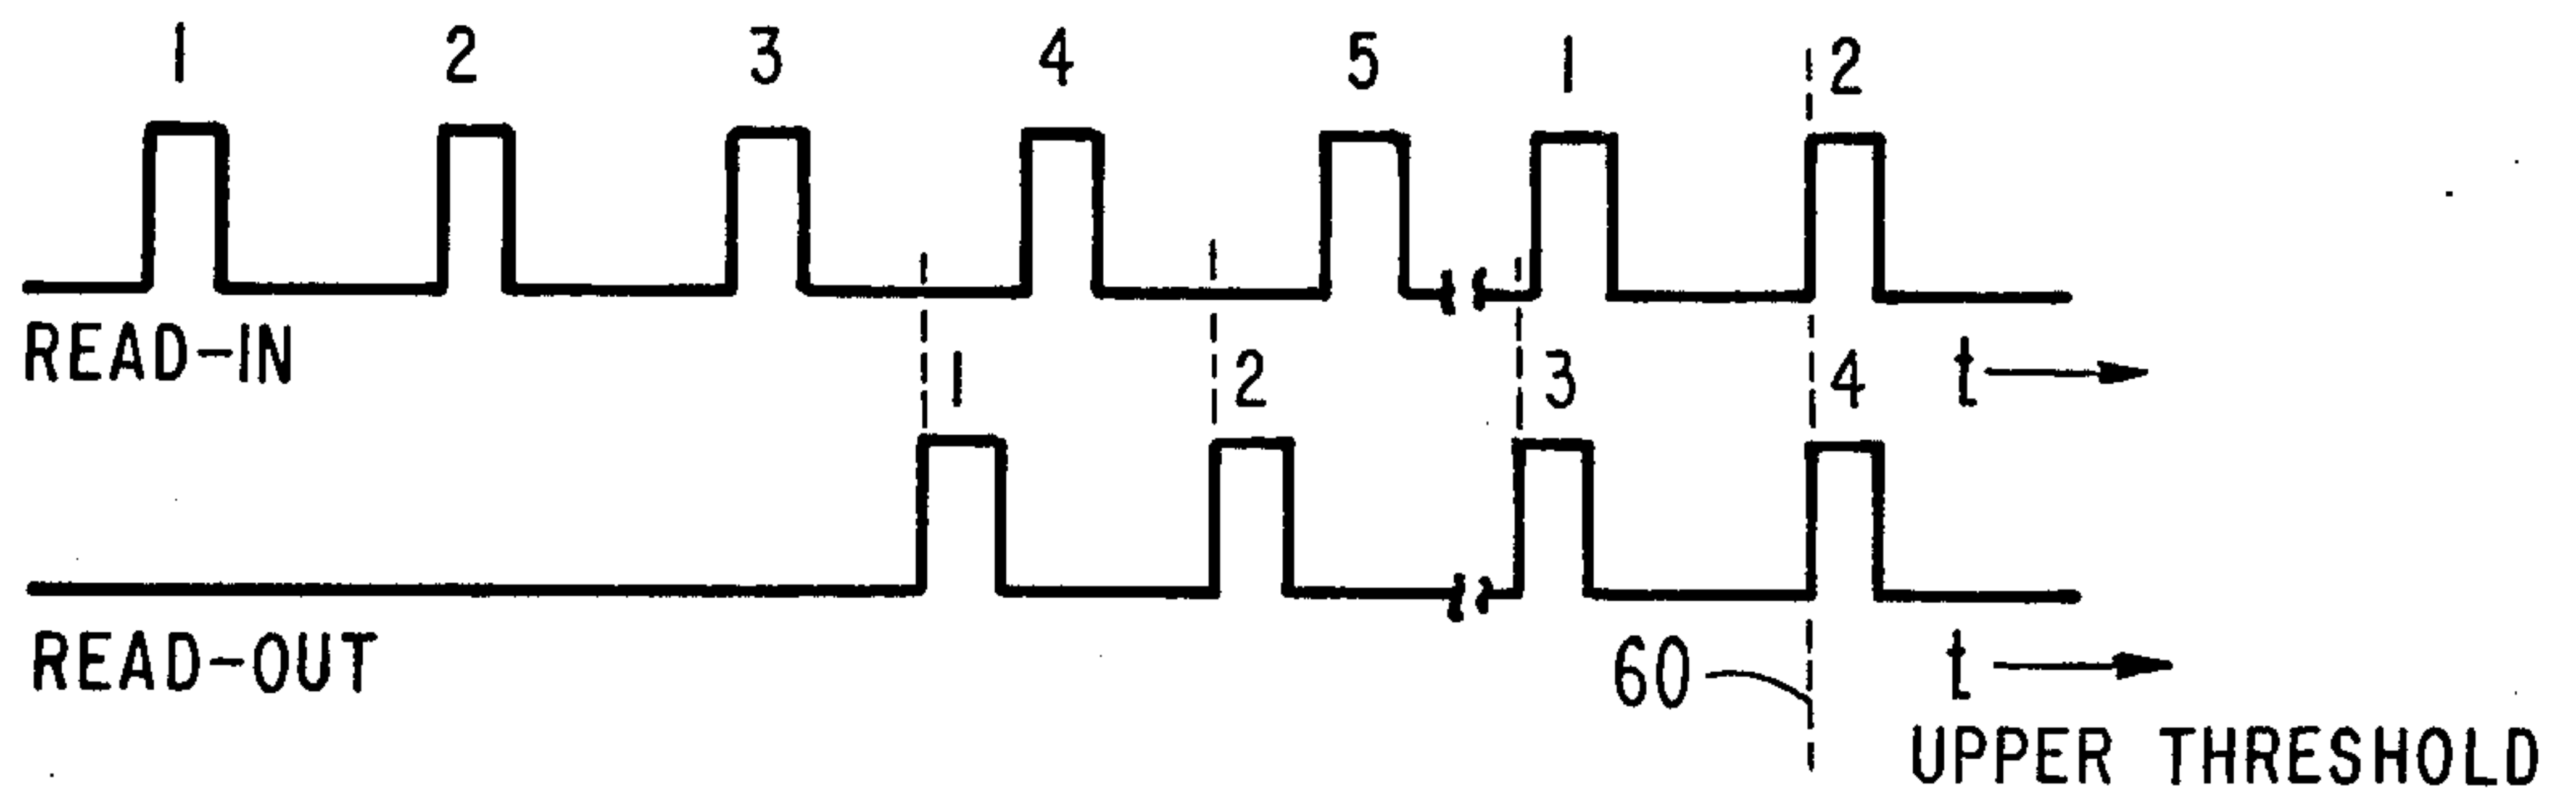 1 2 3 4 5 1 2
READ-IN
t
1 2 3 4
READ-OUT
60
t
UPPER THRESHOLD